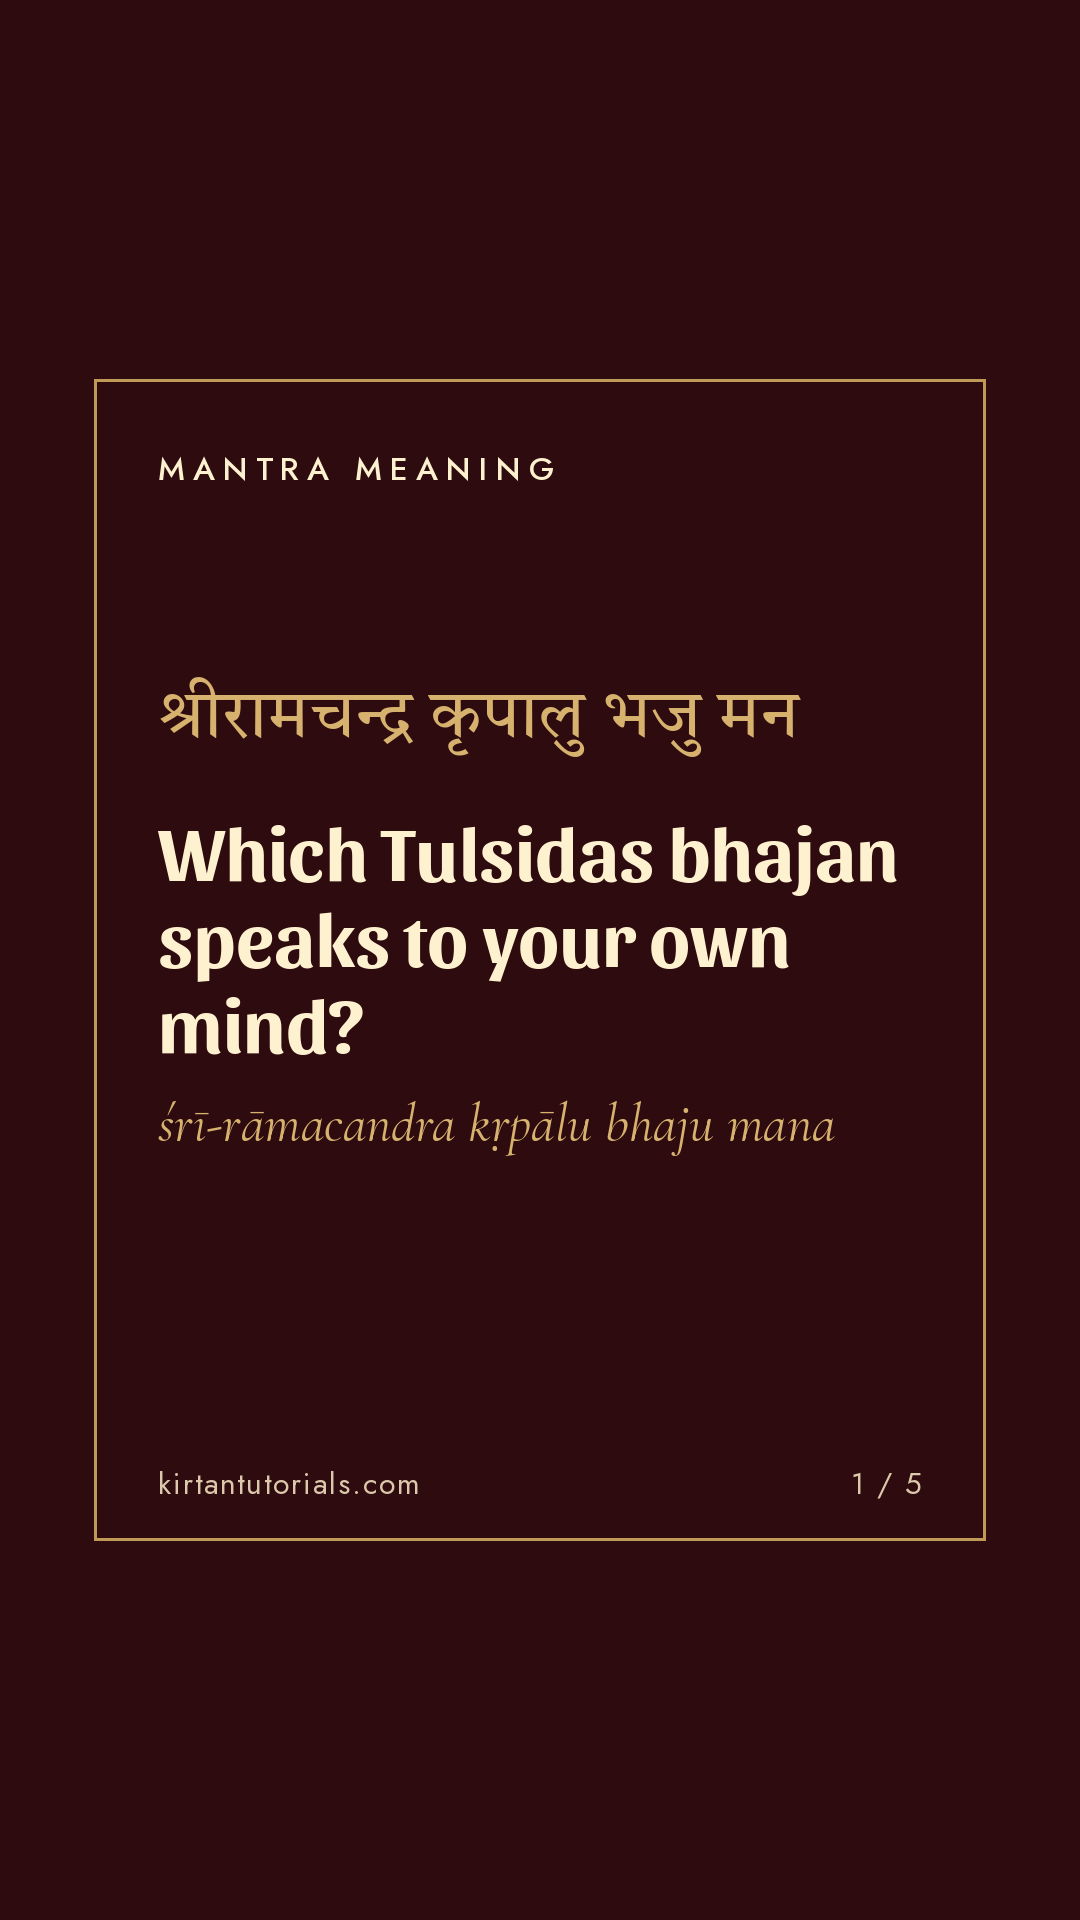 MANTRA MEANING
श्रीरामचन्द्र कृपालु भजु मन
Which Tulsidas bhajan
speaks to your own
mind?
śrī-rāmacandra kṛpālu bhaju mana
kirtantutorials.com
1 / 5